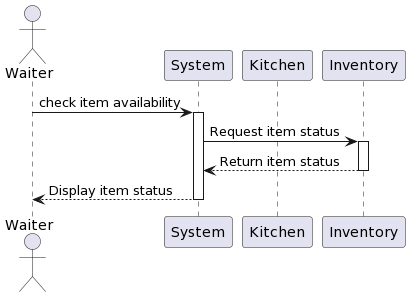 Waiter
System
Kitchen
Inventory
check item availability
Request item status
Return item status
Display item status
Waiter
System
Kitchen
Inventory